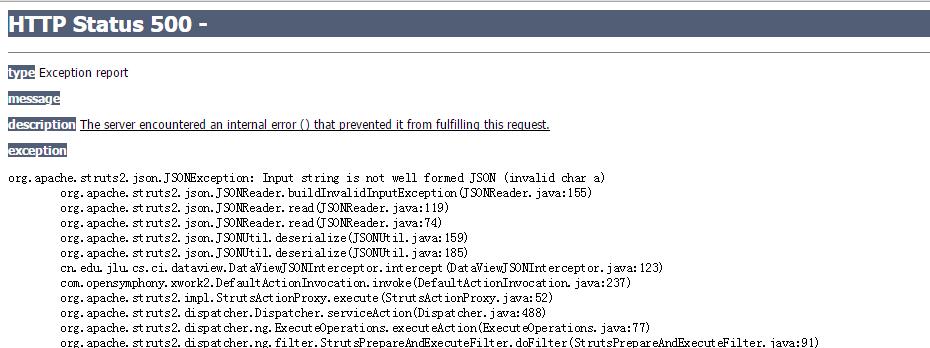 HTTP Status 500 -
type Exception report
message
description The server encountered an internal error () that prevented it from fulfilling this request.
exception
org.apache.struts2.json.JSONException: Input string is not well formed JSON (invalid char a)
org.apache.struts2.json.JSONReader.buildInvalidInputException(JSONReader.java:155)
org.apache.struts2.json.JSONReader.read(JSONReader.java:119)
org.apache.struts2.json.JSONReader.read(JSONReader.java:74)
org.apache.struts2.json.JSONUtil.deserialize(JSONUtil.java:159)
org.apache.struts2.json.JSONUtil.deserialize(JSONUtil.java:185)
cn.edu.jlu.cs.ci.dataview.DataViewJSONInterceptor.intercept(DataViewJSONInterceptor.java:123)
com.opensymphony.xwork2.DefaultActionInvocation.invoke(DefaultActionInvocation.java:237)
org.apache.struts2.impl.StrutsActionProxy.execute(StrutsActionProxy.java:52)
org.apache.struts2.dispatcher.Dispatcher.serviceAction(Dispatcher.java:488)
org.apache.struts2.dispatcher.ng.ExecuteOperations.executeAction(ExecuteOperations.java:77)
org.apache.struts2.dispatcher.ng.filter.StrutsPrepareAndExecuteFilter.doFilter(StrutsPrepareAndExecuteFilter.java:91)